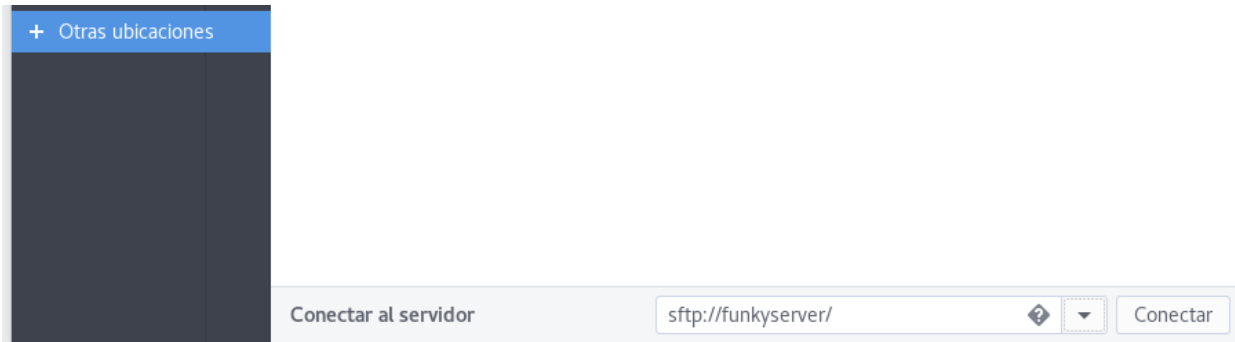 + Otras ubicaciones
Conectar al servidor
sftp://funkyserver/
Conectar